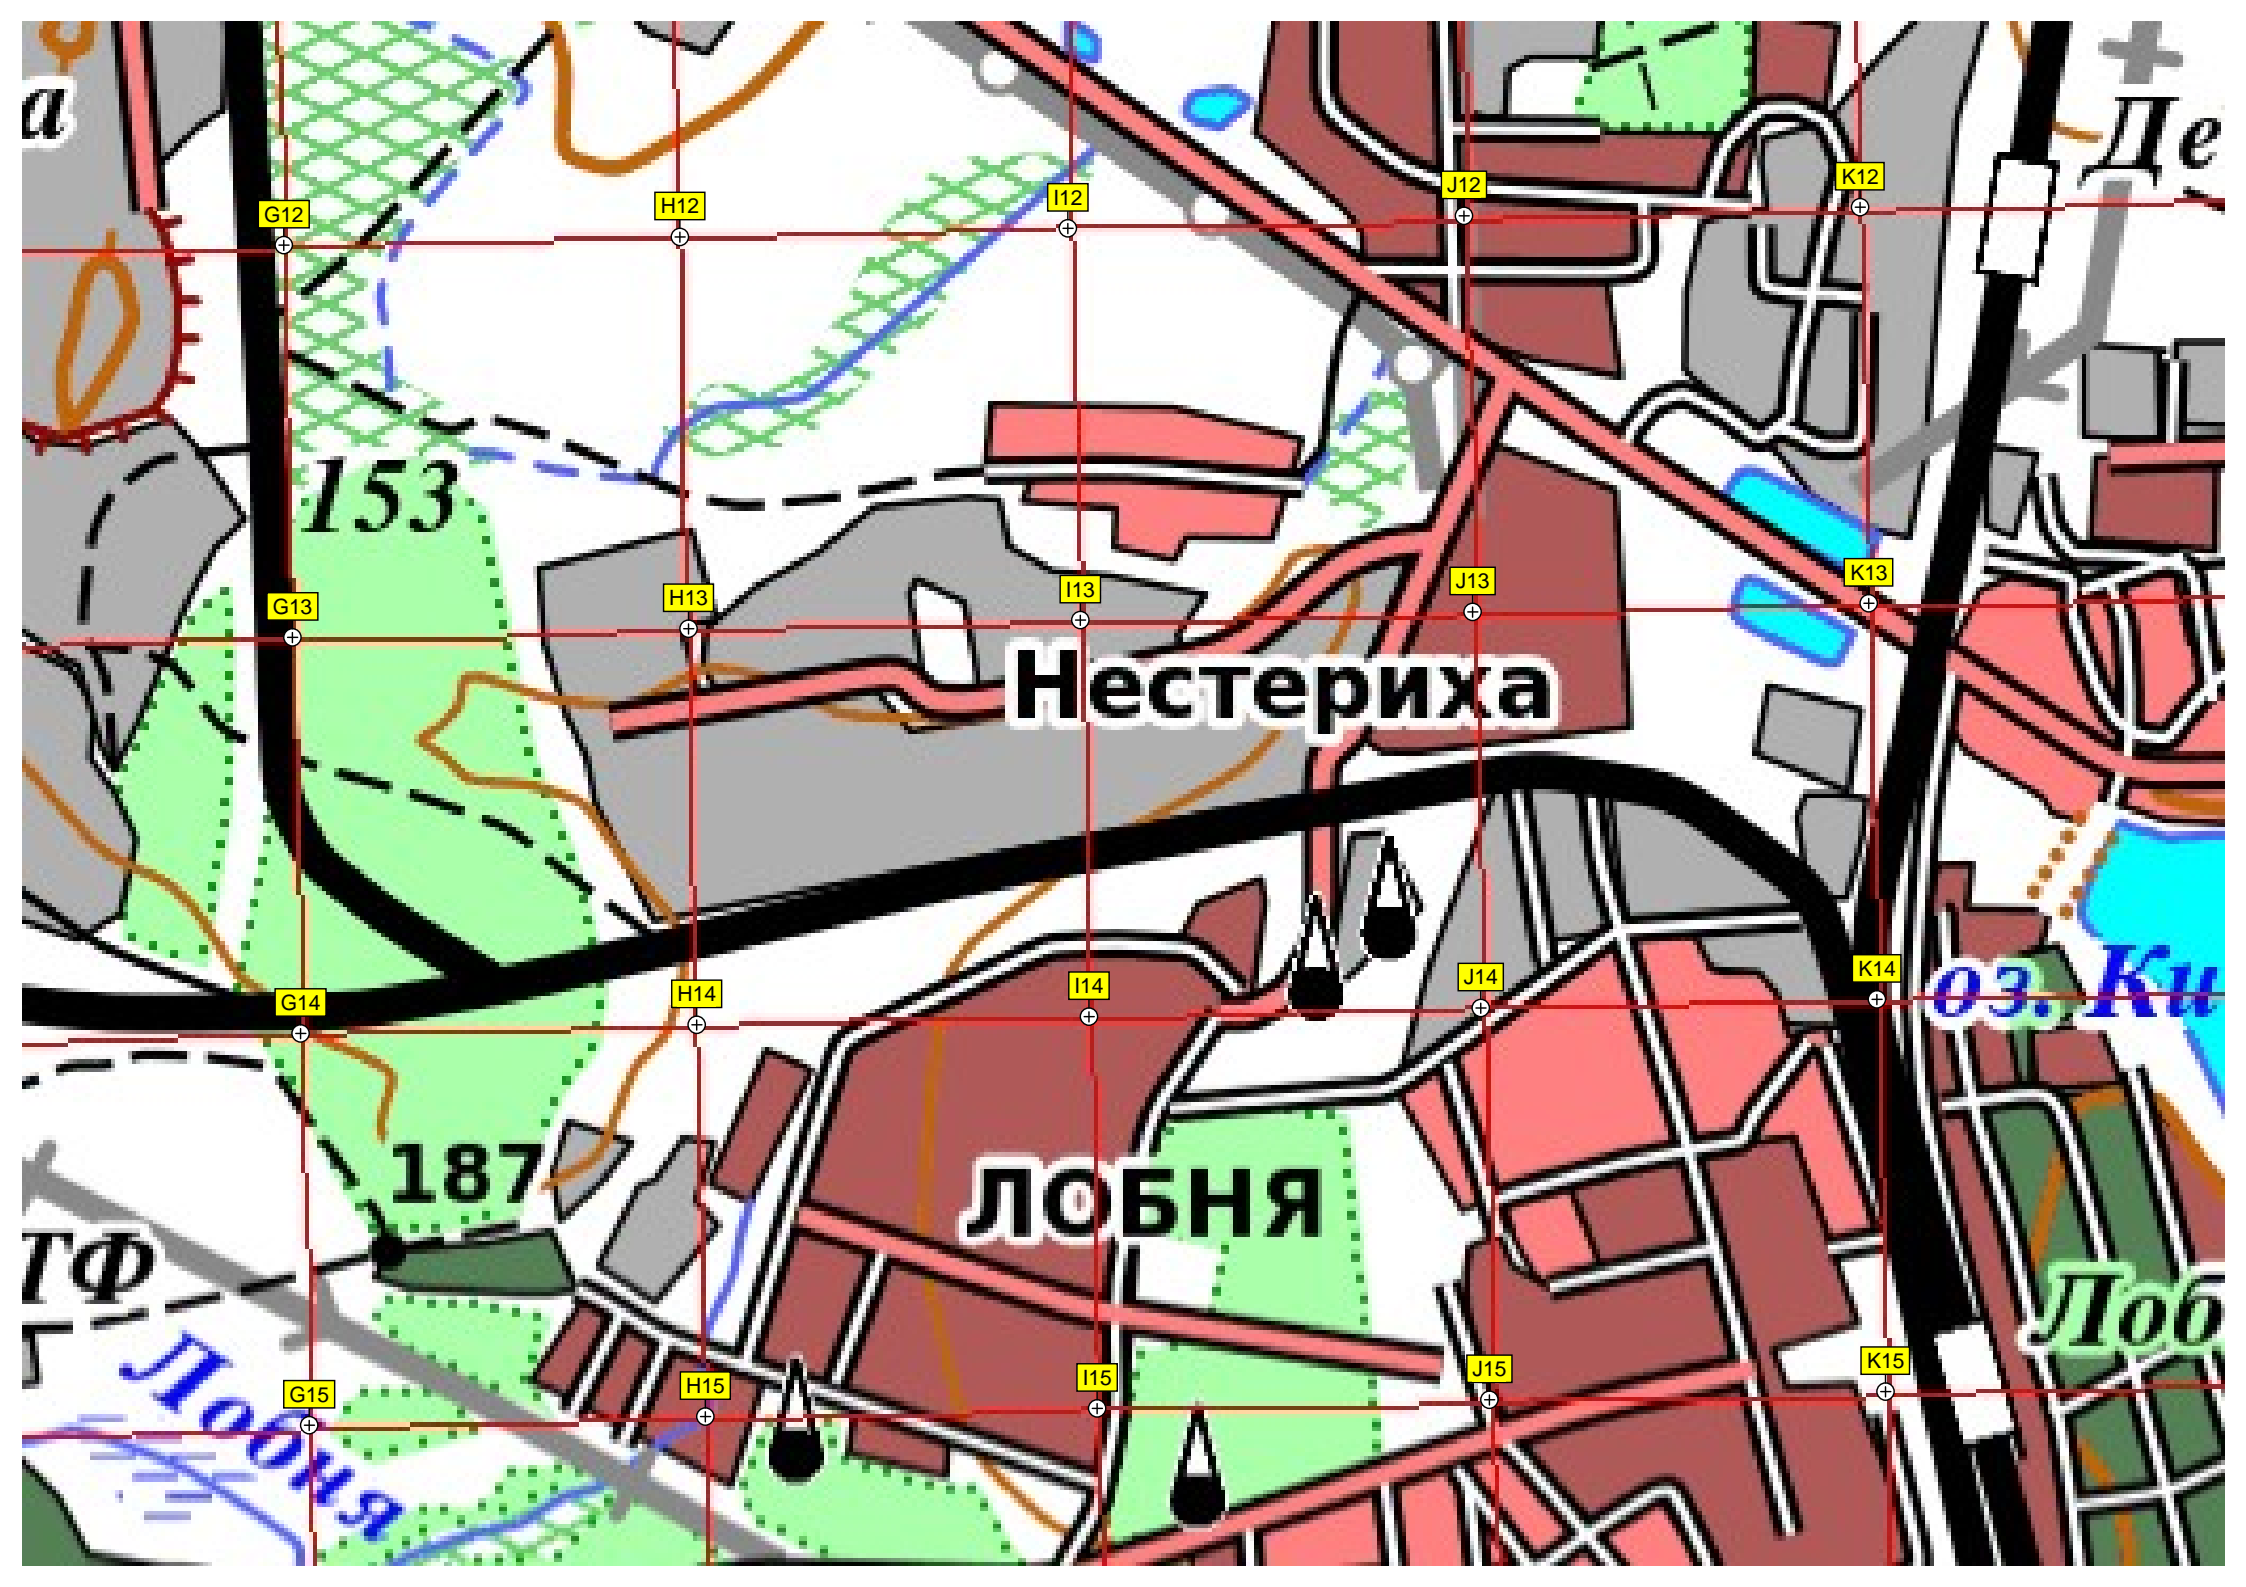 а
Де
G12
H12
I12
J12
K12
153
G13
H13
I13
J13
K13
Нестериха
G14
H14
I14
J14
K14
оз. Ки
187
ЛОБНЯ
ТФ
Лоб
Лобня
G15
H15
I15
J15
K15